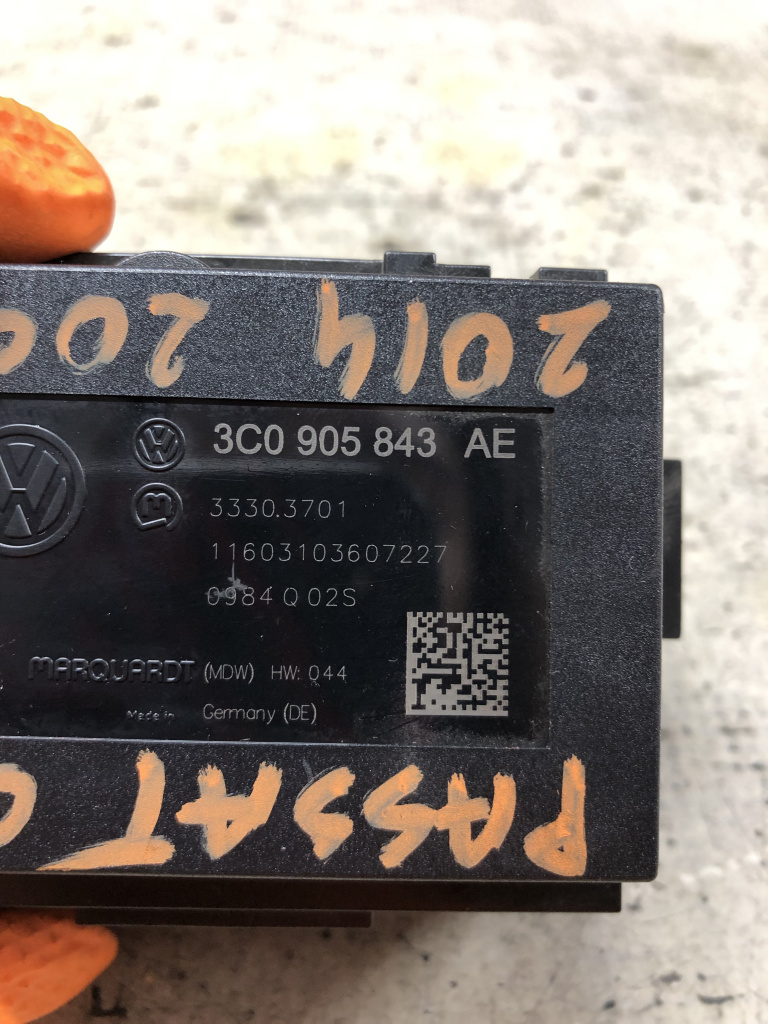 2014 200
3C0 905 843 AE
3330.3701
11603103607227
0984 Q 02S
MARQUARDT (MDW) HW: 044
Made in Germany (DE)
PASSAT